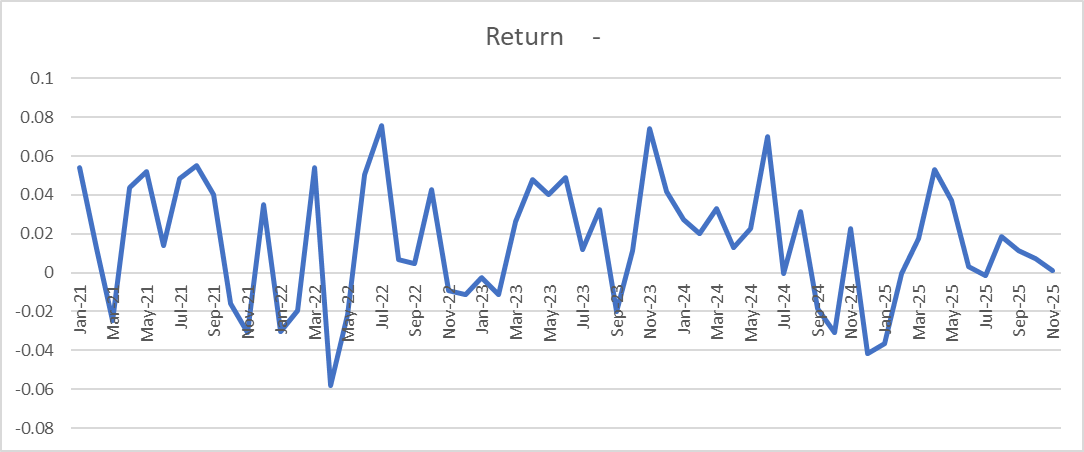 Return -
0.1
0.08
0.06
0.04
0.02
0
-0.02
-0.04
-0.06
-0.08
Jan-21
Mar-21
May-21
Jul-21
Sep-21
Nov-21
Jan-22
Mar-22
May-22
Jul-22
Sep-22
Nov-22
Jan-23
Mar-23
May-23
Jul-23
Sep-23
Nov-23
Jan-24
Mar-24
May-24
Jul-24
Sep-24
Nov-24
Jan-25
Mar-25
May-25
Jul-25
Sep-25
Nov-25